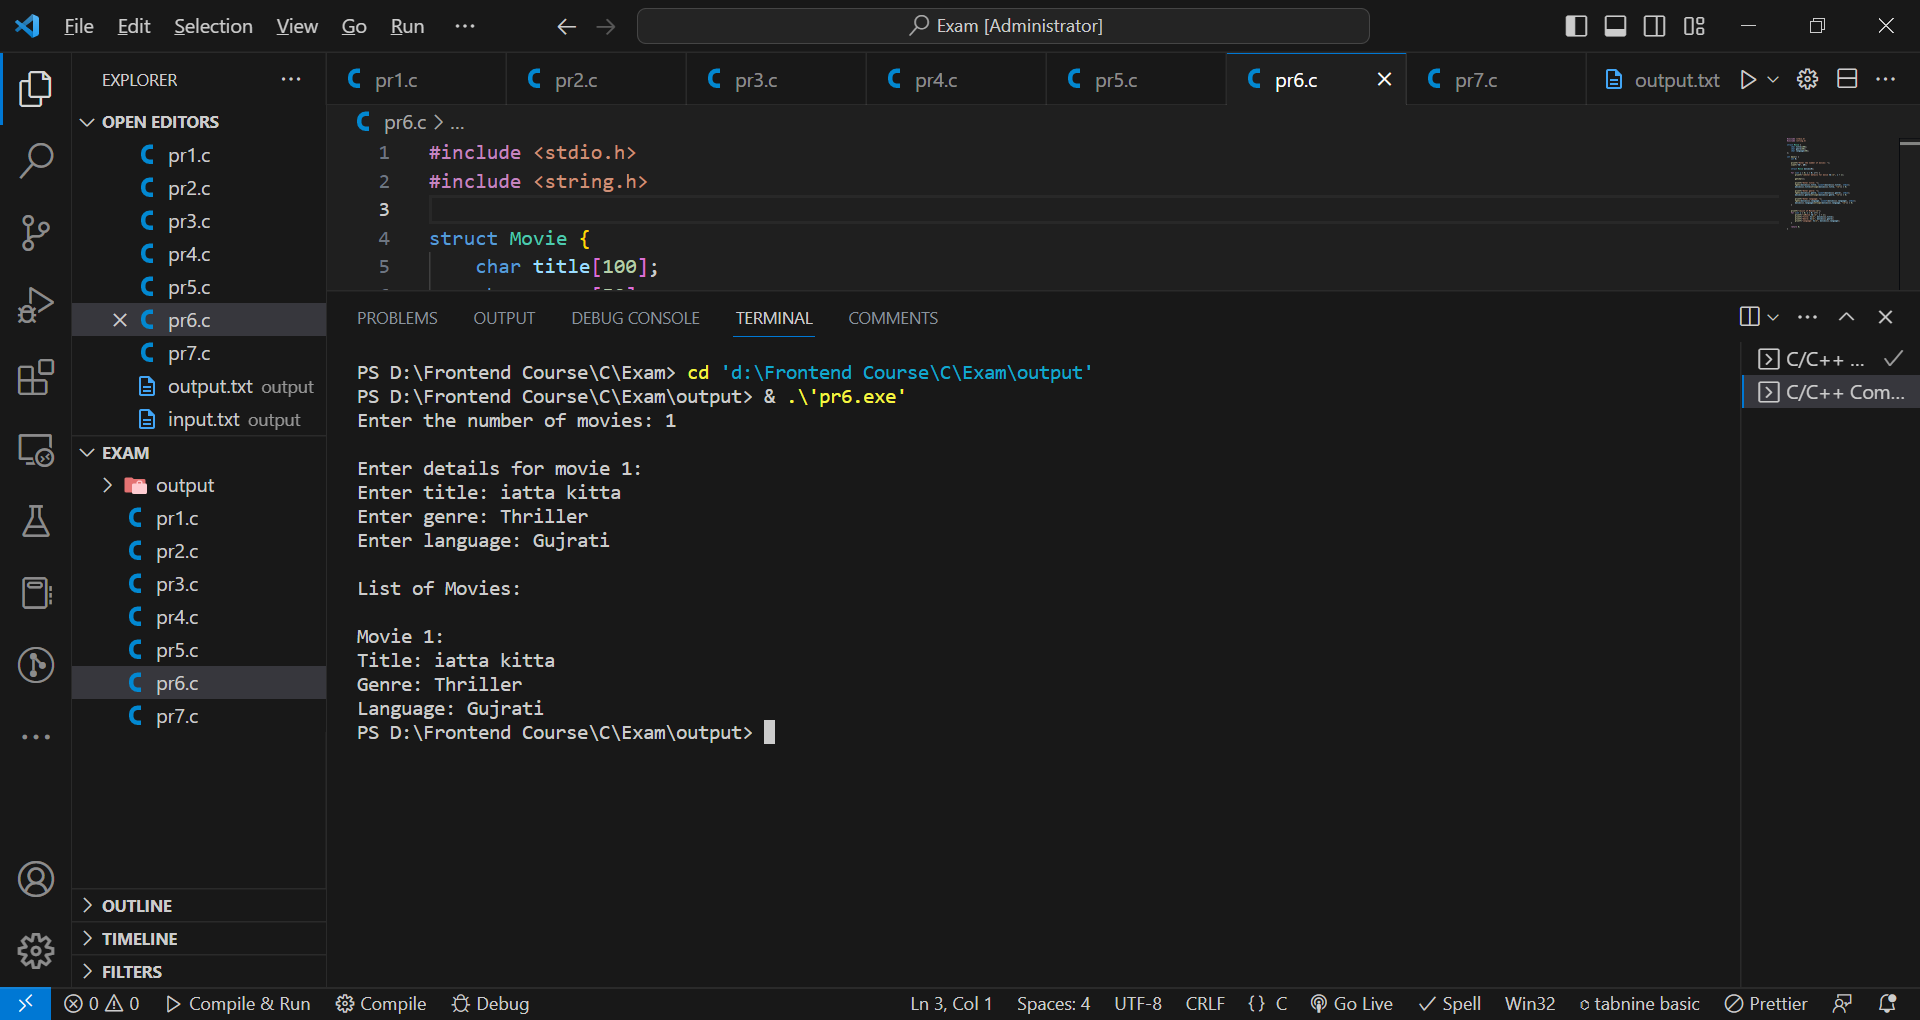 File Edit Selection View Go Run ··· Exam [Administrator]
EXPLORER ···
OPEN EDITORS
pr1.c
pr2.c
pr3.c
pr4.c
pr5.c
pr6.c
pr7.c
output.txt output
input.txt output
EXAM
output
pr1.c
pr2.c
pr3.c
pr4.c
pr5.c
pr6.c
pr7.c
OUTLINE
TIMELINE
FILTERS
pr1.c pr2.c pr3.c pr4.c pr5.c pr6.c pr7.c output.txt
pr6.c > ...
1 #include <stdio.h>
2 #include <string.h>
3
4 struct Movie {
5 char title[100];
PROBLEMS OUTPUT DEBUG CONSOLE TERMINAL COMMENTS
PS D:\Frontend Course\C\Exam> cd 'd:\Frontend Course\C\Exam\output'
PS D:\Frontend Course\C\Exam\output> & .\'pr6.exe'
Enter the number of movies: 1
Enter details for movie 1:
Enter title: iatta kitta
Enter genre: Thriller
Enter language: Gujrati
List of Movies:
Movie 1:
Title: iatta kitta
Genre: Thriller
Language: Gujrati
PS D:\Frontend Course\C\Exam\output>
C/C++ ...
C/C++ Com...
0 0 Compile & Run Compile Debug Ln 3, Col 1 Spaces: 4 UTF-8 CRLF {} C Go Live Spell Win32 tabnine basic Prettier